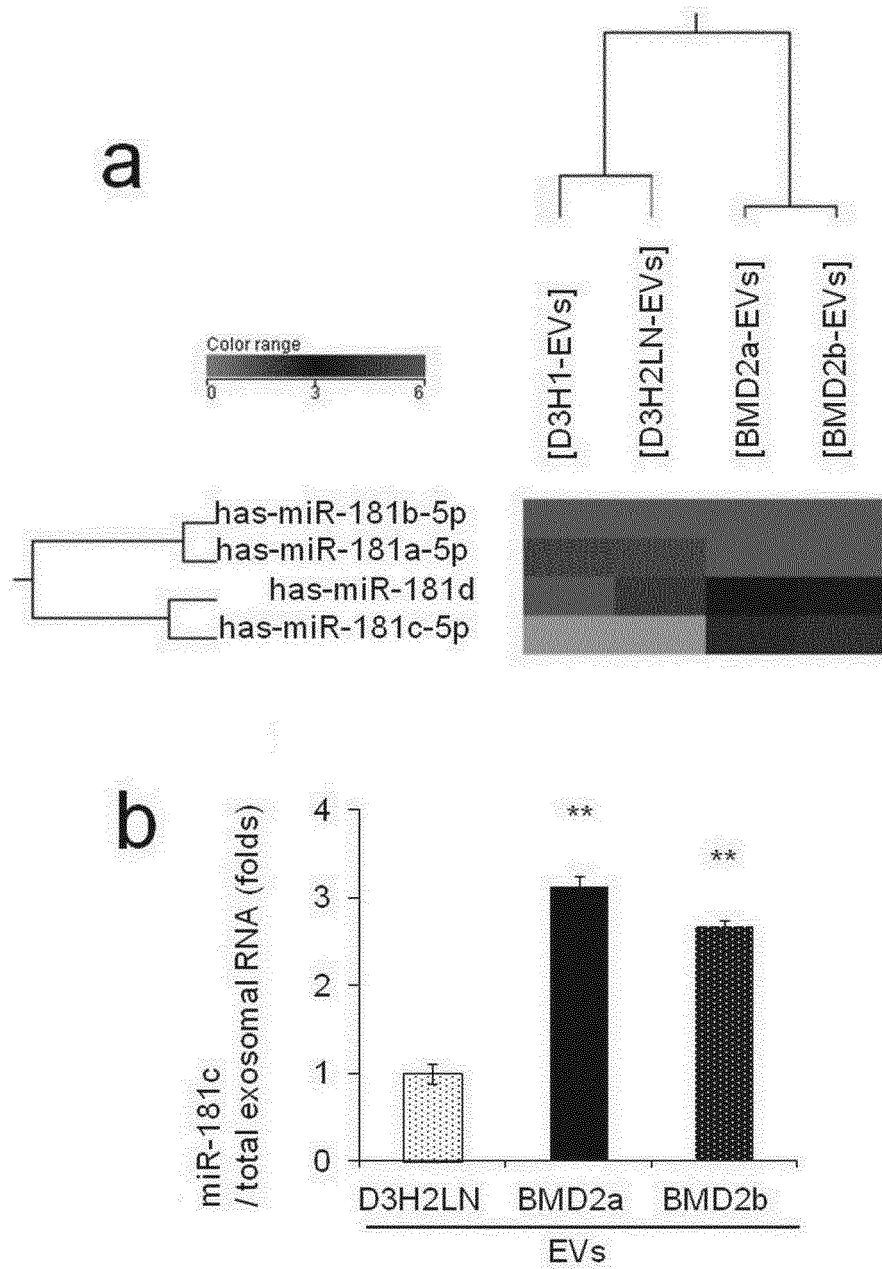 a
[D3H1-EVs]
[D3H2LN-EVs]
[BMD2a-EVs]
[BMD2b-EVs]
Color range
0 3 6
has-miR-181b-5p
has-miR-181a-5p
has-miR-181d
has-miR-181c-5p
b
miR-181c
/ total exosomal RNA (folds)
4
3
2
1
0
**
**
D3H2LN BMD2a BMD2b
EVs